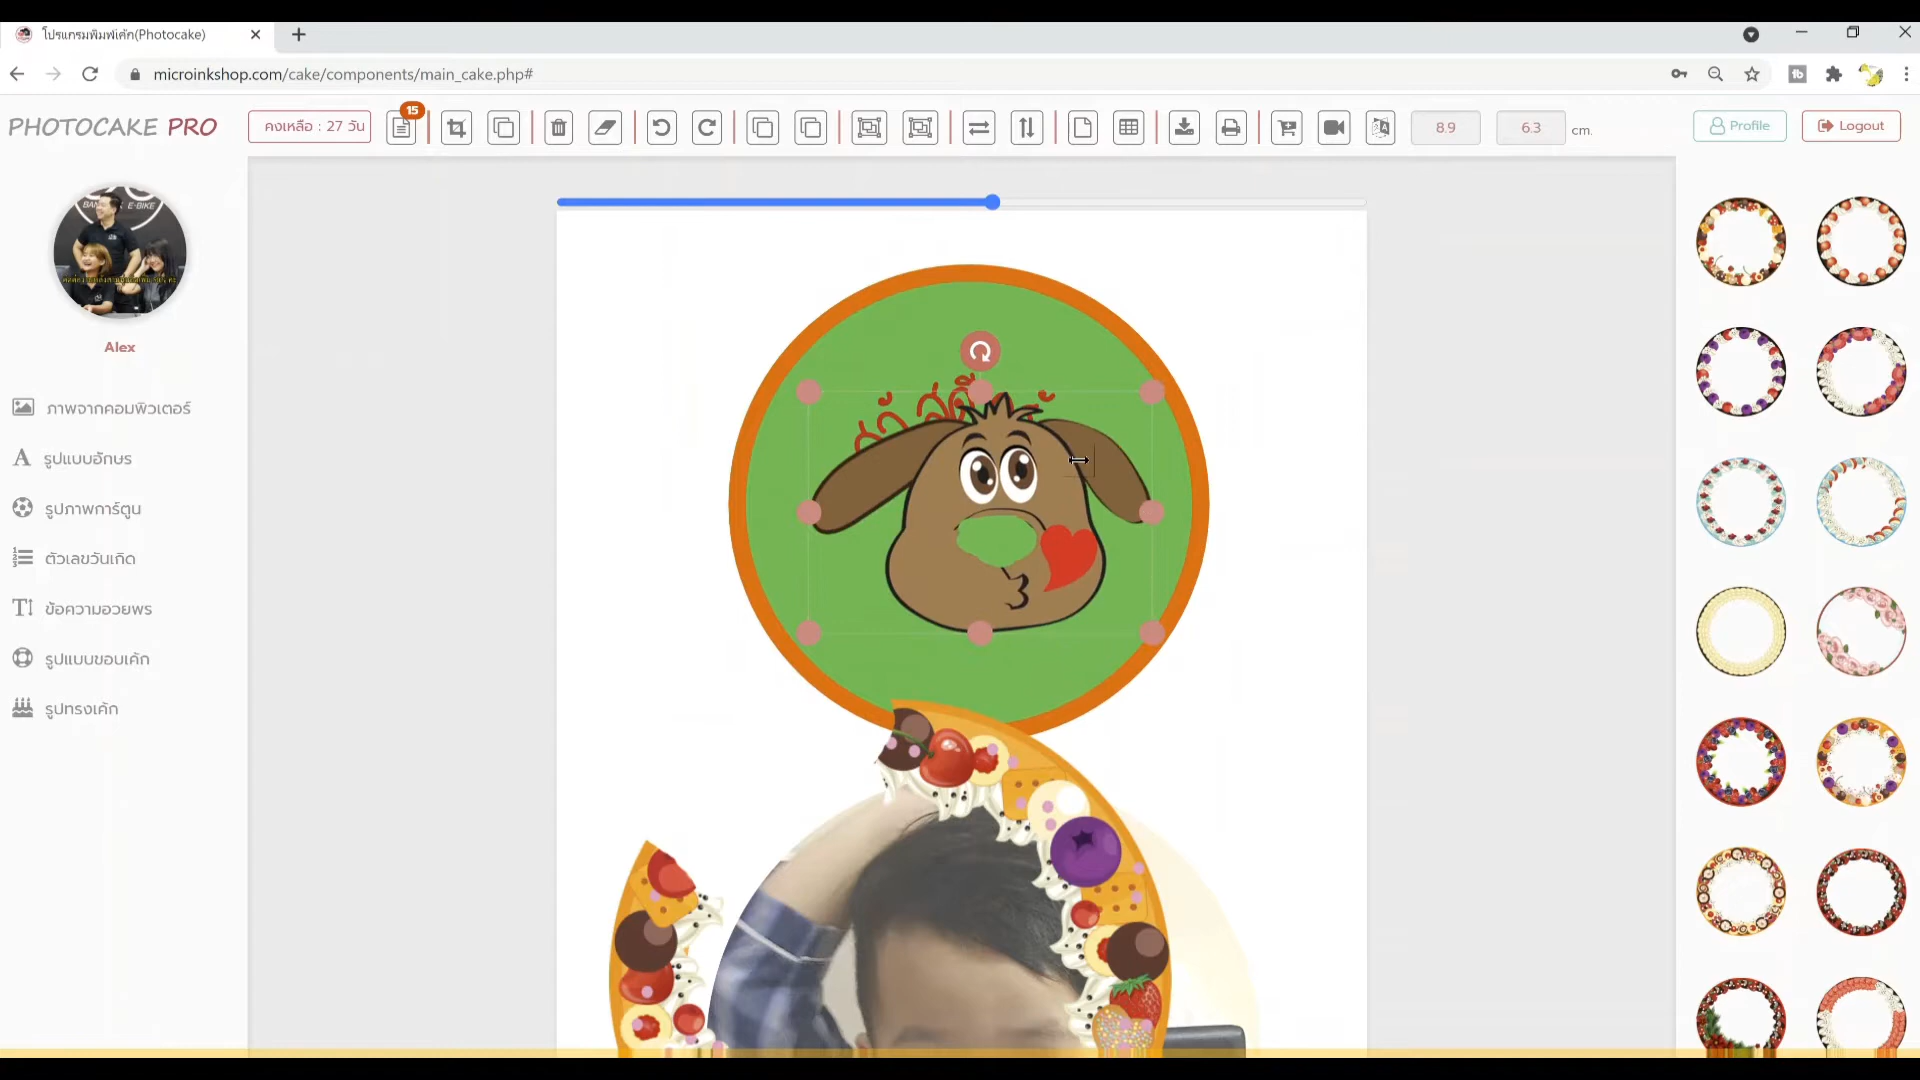 โปรแกรมพิมพ์เค้ก(Photocake)
microinkshop.com/cake/components/main_cake.php#
PHOTOCAKE PRO
คงเหลือ : 27 วัน
15
8.9
6.3
cm.
Profile
Logout
Alex
ภาพจากคอมพิวเตอร์
รูปแบบอักษร
รูปภาพการ์ตูน
ตัวเลขวันเกิด
ข้อความอวยพร
รูปแบบขอบเค้ก
รูปทรงเค้ก